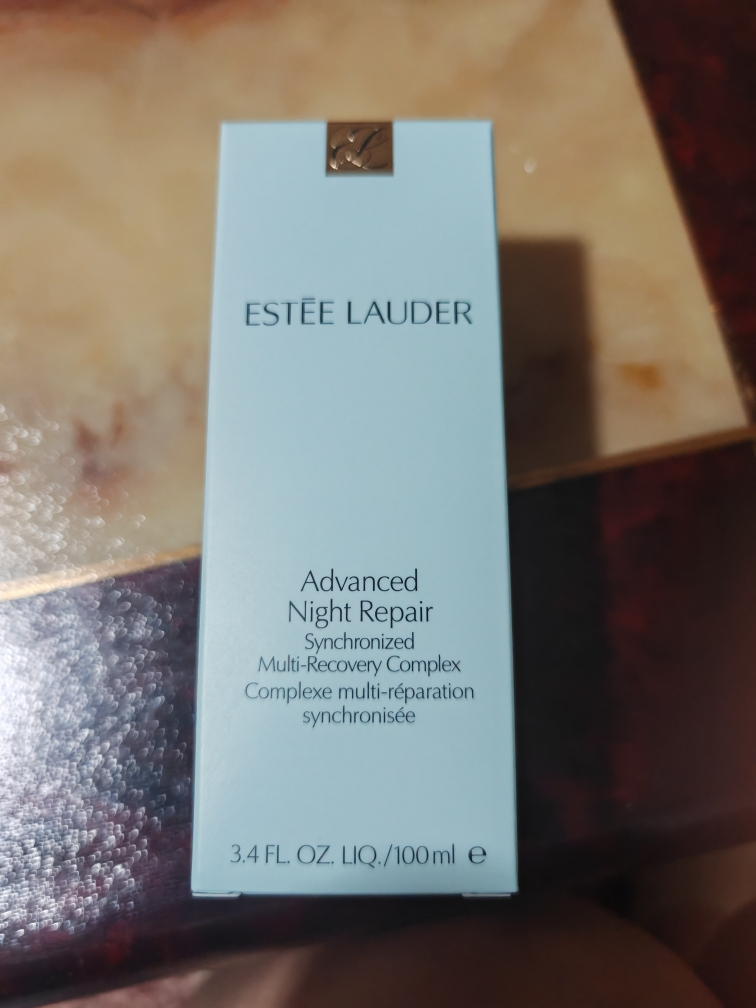 ESTĒE LAUDER
Advanced
Night Repair
Synchronized
Multi-Recovery Complex
Complexe multi-réparation
synchronisée
3.4 FL. OZ. LIQ./100ml ℮